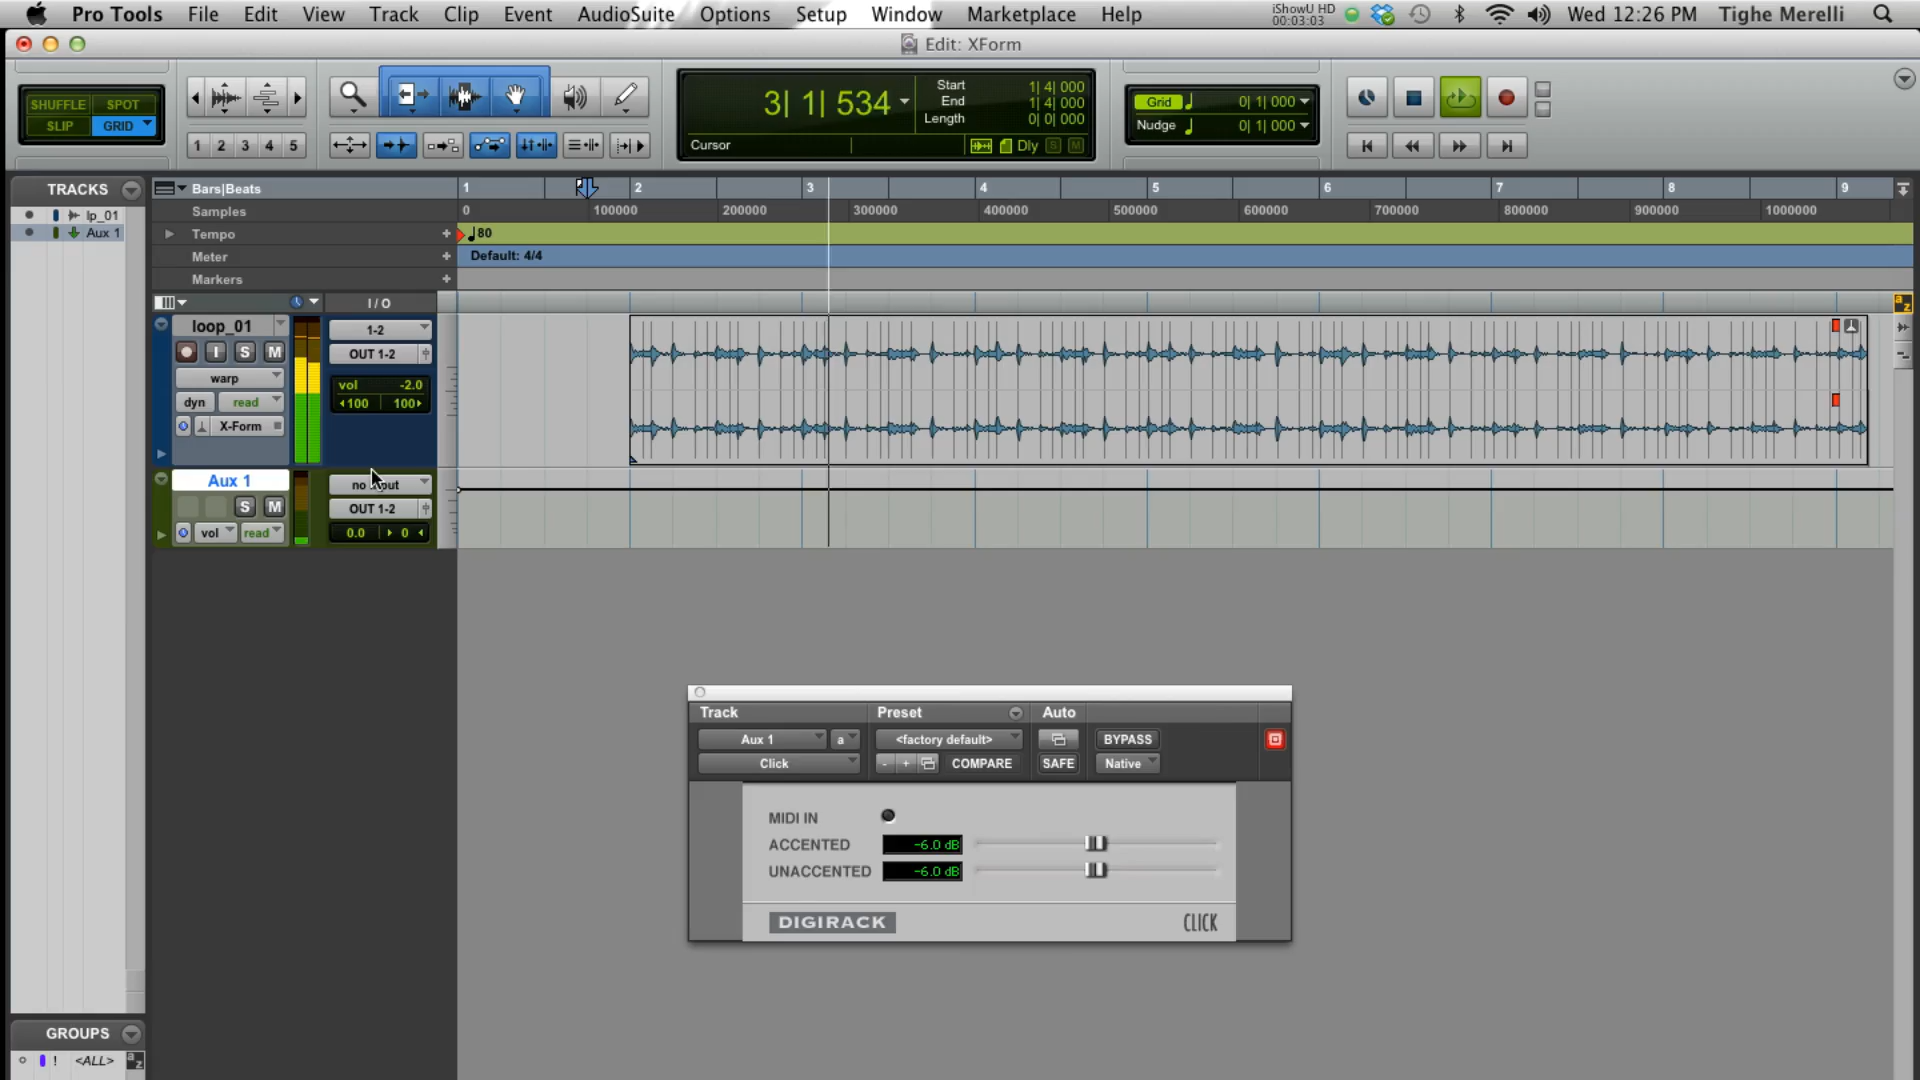 Pro Tools File Edit View Track Clip Event AudioSuite Options Setup Window Marketplace Help iShowU HD 00:03:03 Wed 12:26 PM Tighe Merelli
Edit: XForm
SHUFFLE SPOT
SLIP GRID
1 2 3 4 5
3| 1| 534
Start 1| 4| 000
End 1| 4| 000
Length 0| 0| 000
Cursor Dly S M
Grid 0| 1| 000
Nudge 0| 1| 000
TRACKS
lp_01
Aux 1
Bars|Beats 1 2 3 4 5 6 7 8 9
Samples 0 100000 200000 300000 400000 500000 600000 700000 800000 900000 1000000
Tempo + 80
Meter + Default: 4/4
Markers +
I / O
a z
loop_01 1-2
I S M OUT 1-2
warp vol -2.0
dyn read 100 100
X-Form
Aux 1 no input
S M OUT 1-2
vol read 0.0 0
Track Preset Auto
Aux 1 a <factory default> BYPASS
Click - + COMPARE SAFE Native
MIDI IN
ACCENTED -6.0 dB
UNACCENTED -6.0 dB
DIGIRACK CLICK
GROUPS
! <ALL> a z